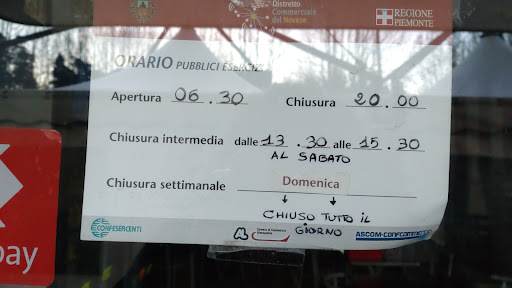 Distretto
Commerciale
del Novese
REGIONE
PIEMONTE
ORARIO PUBBLICI ESERCIZI
Apertura 06.30 Chiusura 20.00
Chiusura intermedia dalle 13.30 alle 15.30
AL SABATO
Chiusura settimanale Domenica
CHIUSO TUTTO IL
GIORNO
CONFESERCENTI
ASCOM-CONFCOMMERCIO
pay